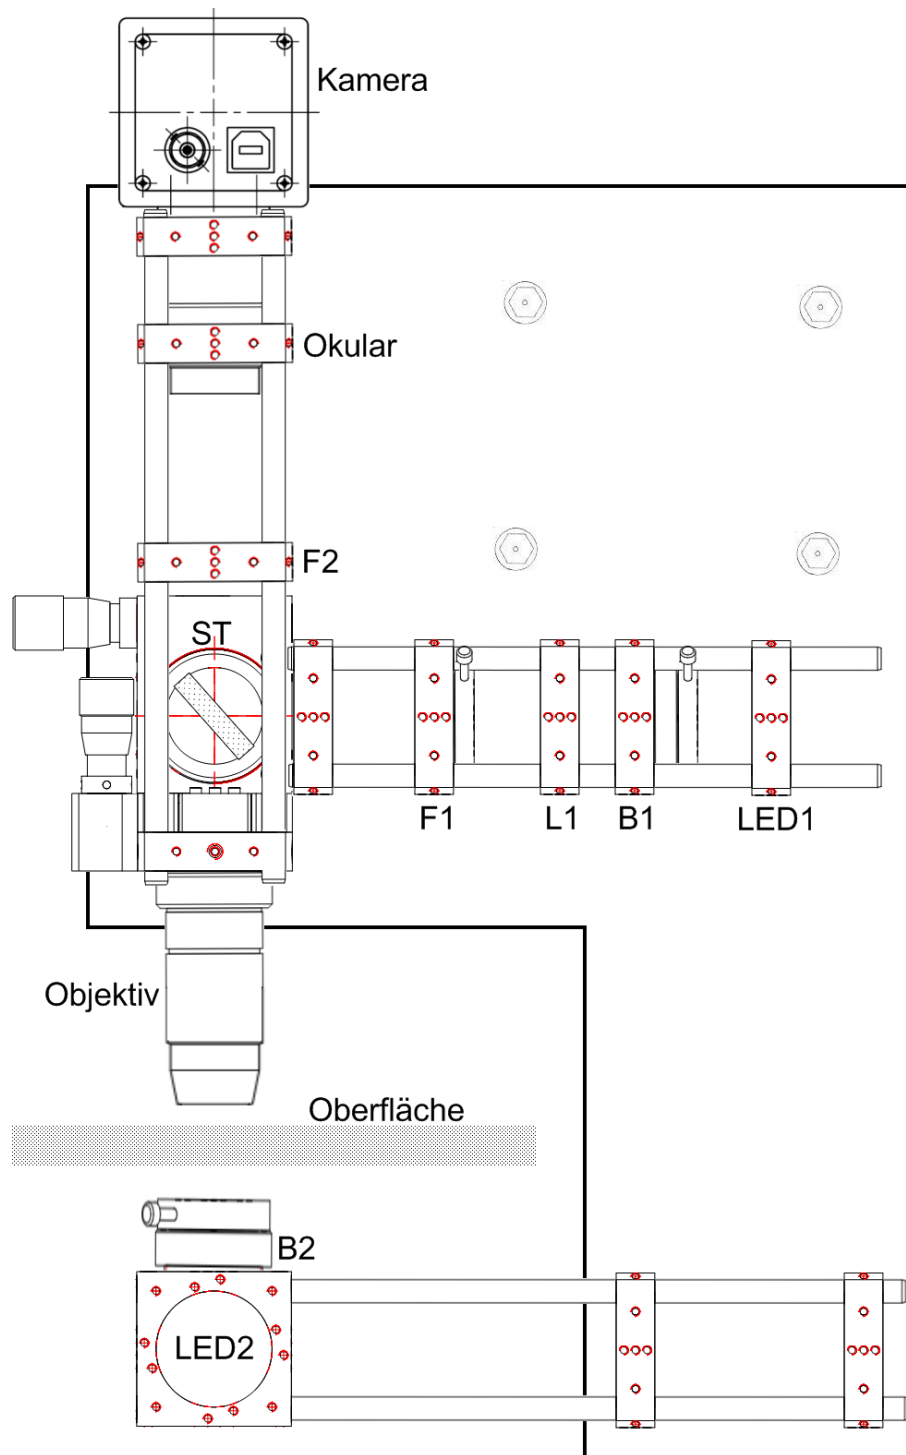 Kamera
Okular
F2
ST
F1
L1
B1
LED1
Objektiv
Oberfläche
B2
LED2